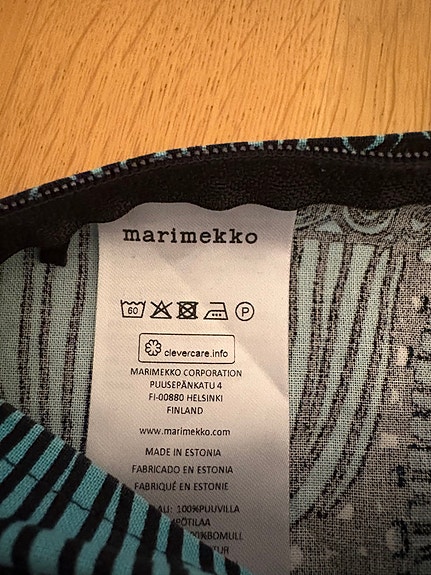 marimekko
60 P
clevercare.info
MARIMEKKO CORPORATION
PUUSEPÄNKATU 4
FI-00880 HELSINKI
FINLAND
www.marimekko.com
MADE IN ESTONIA
FABRICADO EN ESTONIA
FABRIQUÉ EN ESTONIE
AU: 100%PUUVILLA